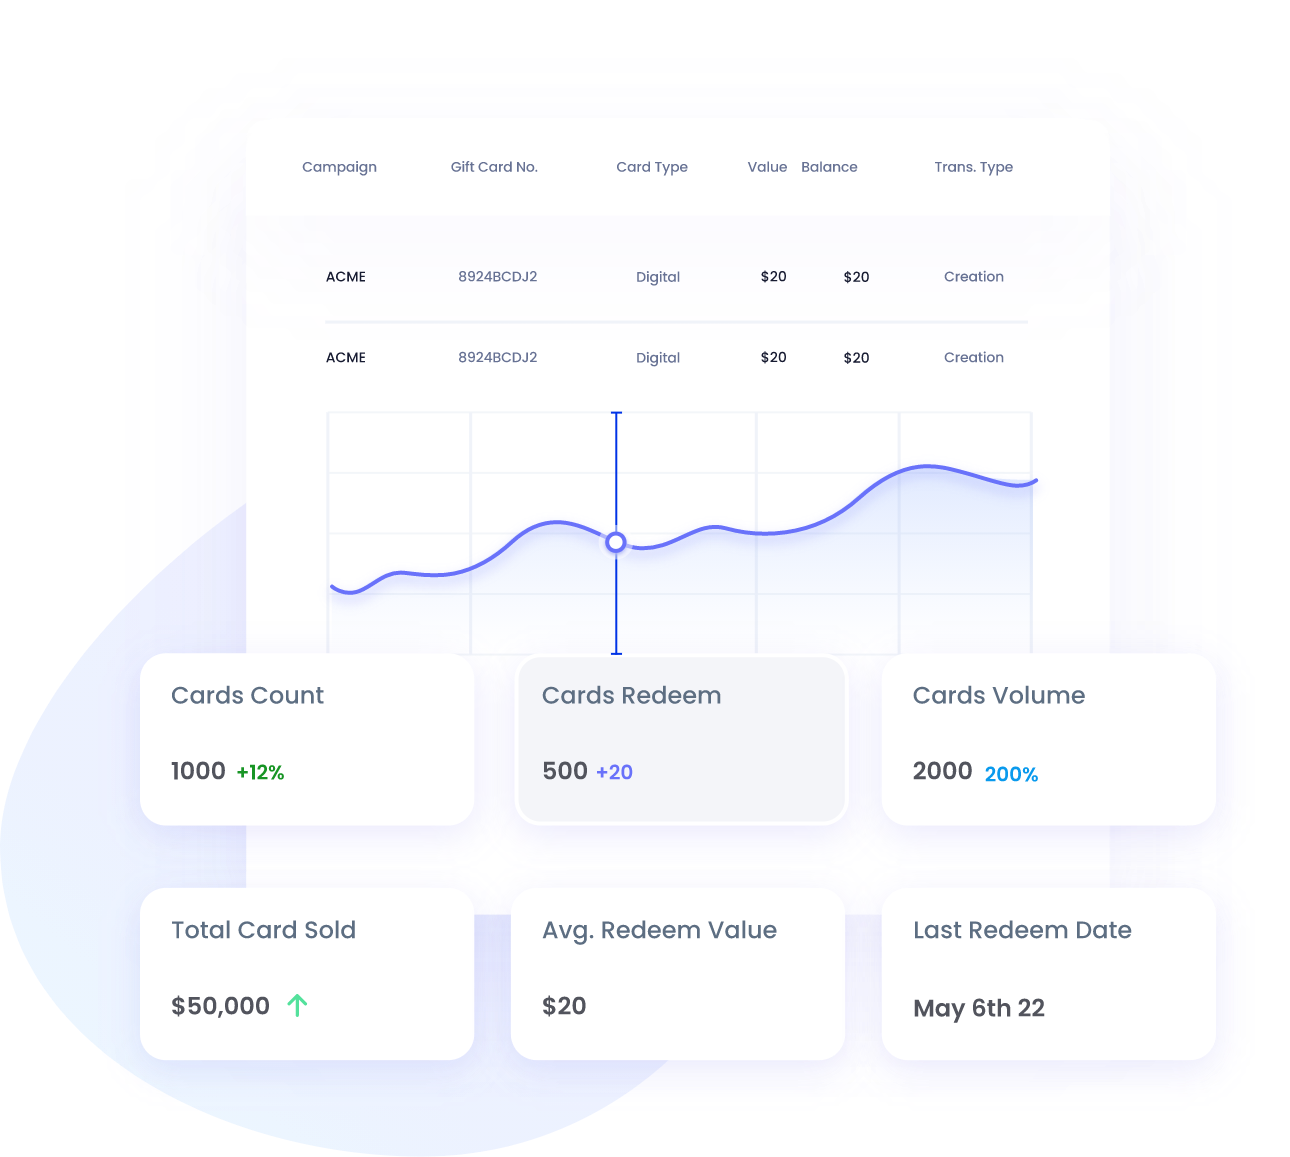 Campaign Gift Card No. Card Type Value Balance Trans. Type
ACME 8924BCDJ2 Digital $20 $20 Creation
ACME 8924BCDJ2 Digital $20 $20 Creation
Cards Count Cards Redeem Cards Volume
1000 +12% 500 +20 2000 200%
Total Card Sold Avg. Redeem Value Last Redeem Date
$50,000 $20 May 6th 22